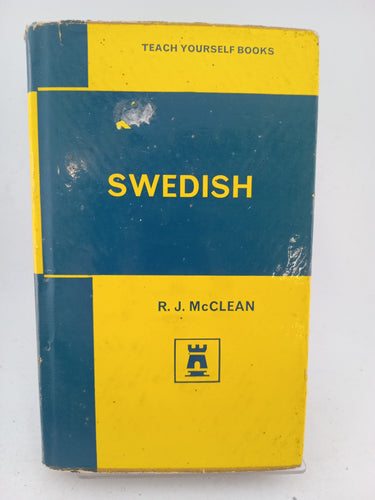 TEACH YOURSELF BOOKS
SWEDISH
R. J. McCLEAN